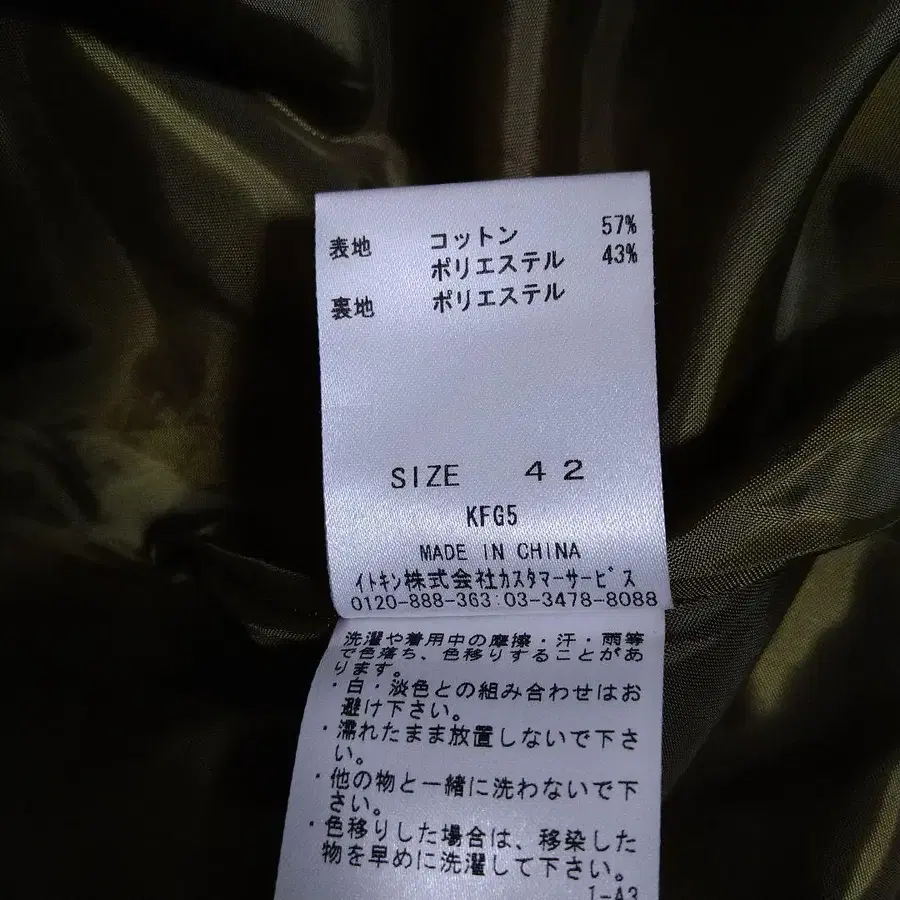 表地 コットン 57%
ポリエステル 43%
裏地 ポリエステル
SIZE 42
KFG5
MADE IN CHINA
イトキン株式会社カスタマーサービス
0120-888-363:03-3478-8088
洗濯や着用中の摩擦・汗・雨等
で色落ち、色移りすることがあ
ります。
・白・淡色との組み合わせはお
避け下さい。
・濡れたまま放置しないで下さ
い。
・他の物と一緒に洗わないで下
さい。
・色移りした場合は、移染した
物を早めに洗濯して下さい。
1-A3